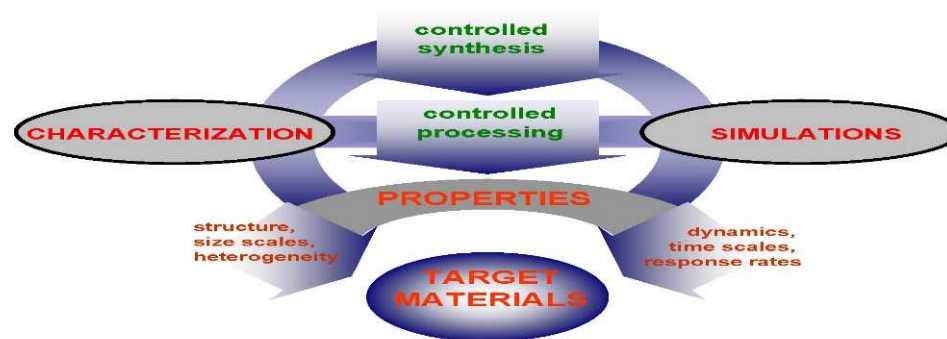 controlled
synthesis
controlled
processing
CHARACTERIZATION
SIMULATIONS
PROPERTIES
structure,
size scales,
heterogeneity
dynamics,
time scales,
response rates
TARGET
MATERIALS